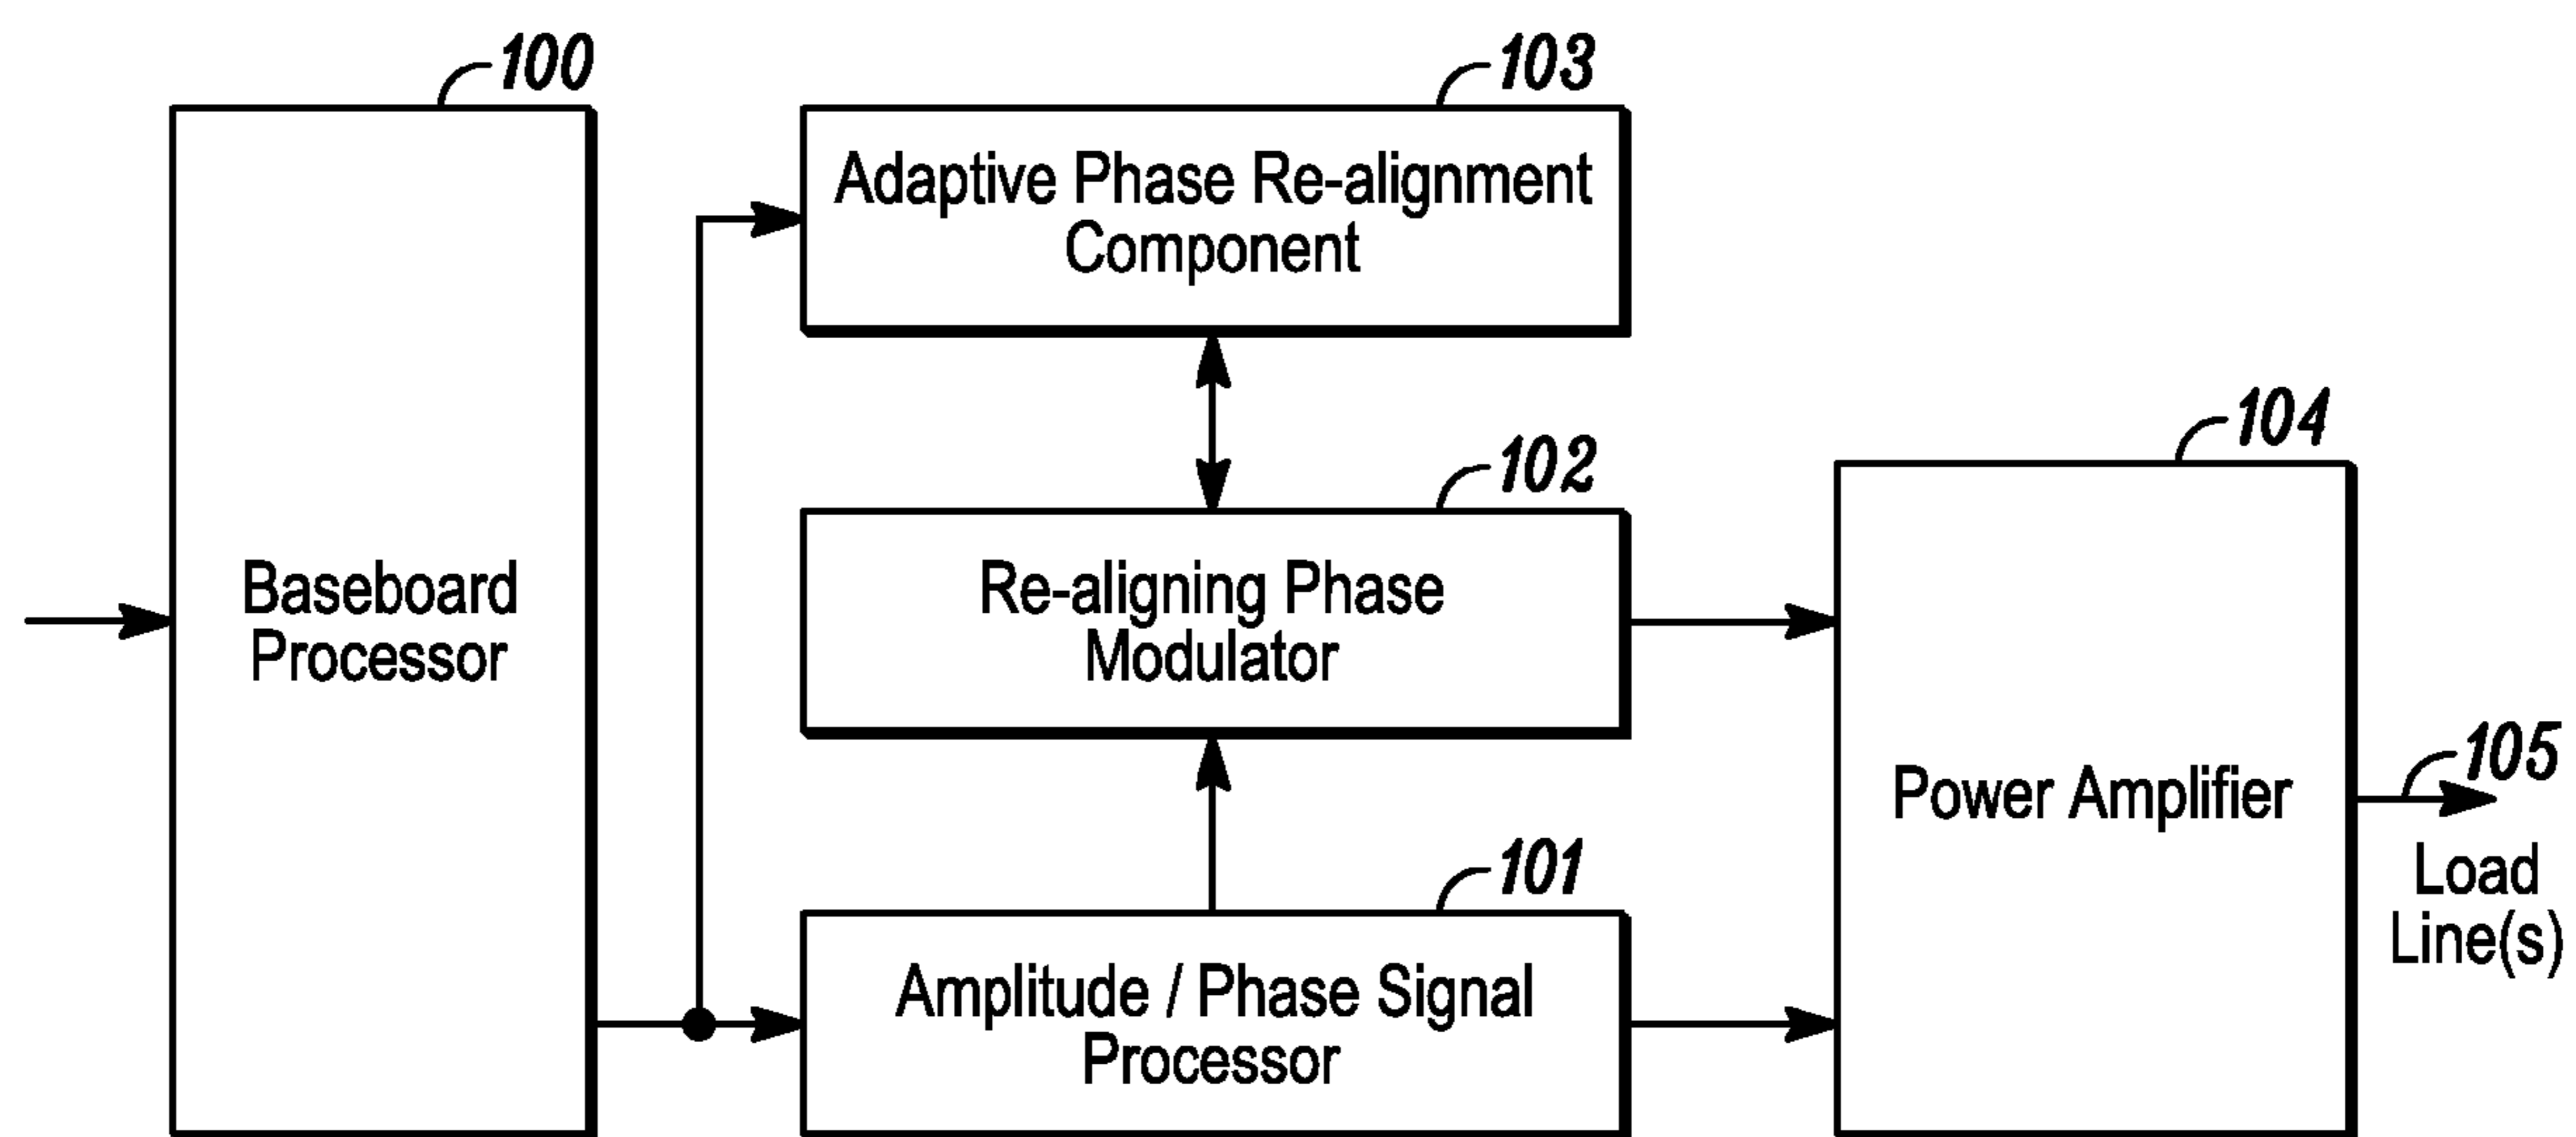 100
103
Adaptive Phase Re-alignment
Component
102
104
Baseboard
Processor
Re-aligning Phase
Modulator
105
Power Amplifier
101
Load
Line(s)
Amplitude / Phase Signal
Processor